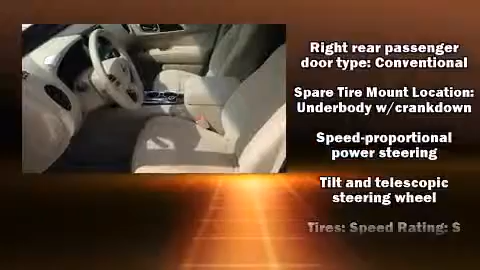 Right rear passenger
door type: Conventional
Spare Tire Mount Location:
Underbody w/crankdown
Speed-proportional
power steering
Tilt and telescopic
steering wheel
Tires: Speed Rating: S